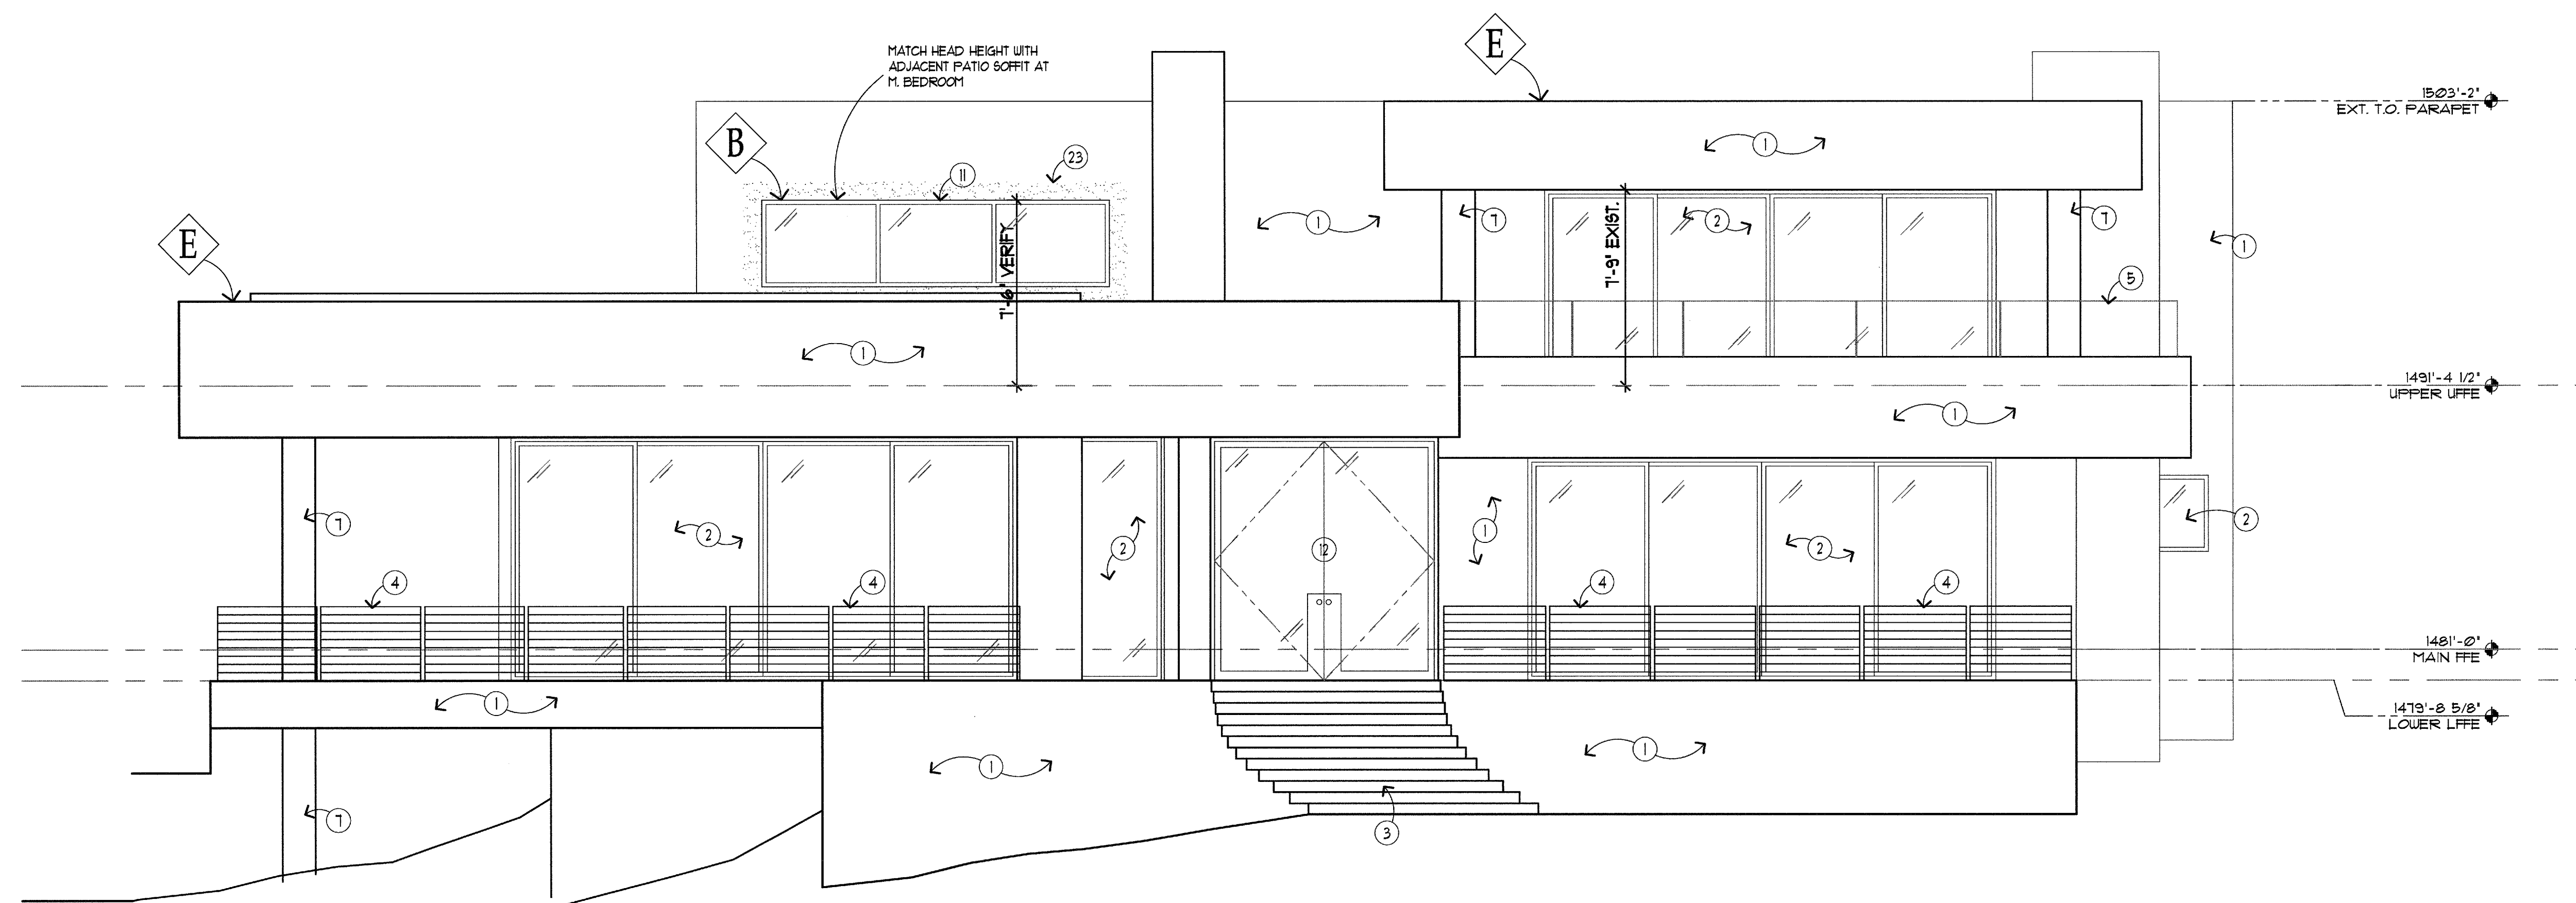 E
MATCH HEAD HEIGHT WITH
ADJACENT PATIO SOFFIT AT
M. BEDROOM
1503'-2"
EXT. T.O. PARAPET
B
1
23
11
1
7
2
7
1
E
7'-6" VERIFY
7'-9" EXIST.
5
1
1491'-4 1/2"
UPPER UFFE
1
7
2
2
12
1
2
2
4
4
4
4
1481'-0"
MAIN FFE
1
1479'-8 5/8"
LOWER LFFE
1
1
7
3